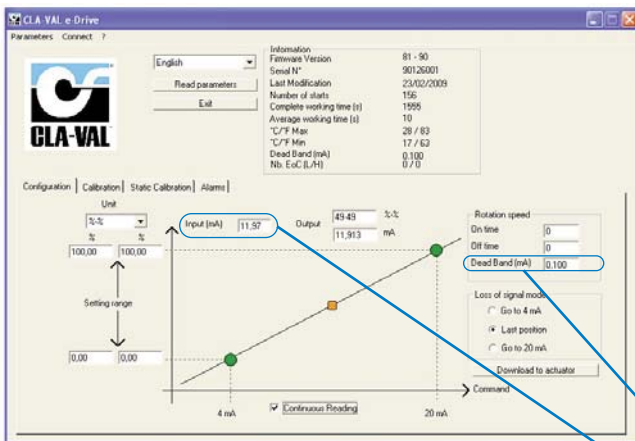 CLA-VAL e-Drive
Parameters Connect ?
CLA-VAL
English
Read parameters
Exit
Information
Firmware Version 81 - 90
Serial N° 90126001
Last Modification 23/02/2009
Number of starts 156
Complete working time (s) 1555
Average working time (s) 10
°C/°F Max 28 / 83
°C/°F Min 17 / 63
Dead Band (mA) 0.100
Nb. EoC (L/H) 0 / 0
Configuration Calibration Static Calibration Alarms
Unit
%-%
% %
100,00 100,00
Setting range
0,00 0,00
Input (mA) 11,97
Output 49-49 %-%
11,913 mA
4 mA
20 mA
Command
Continuous Reading
Rotation speed
On time 0
Off time 0
Dead Band (mA) 0.100
Loss of signal mode
Go to 4 mA
Last position
Go to 20 mA
Download to actuator